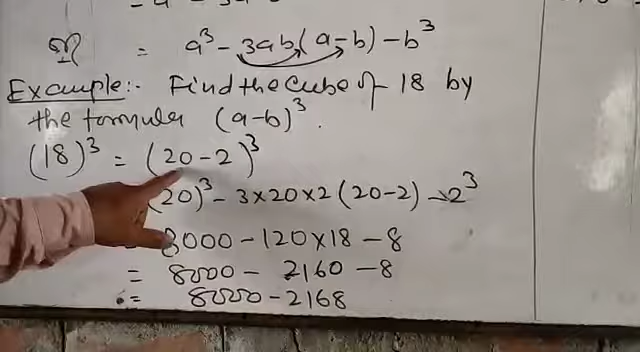 = a³ - 3ab(a-b) - b³
Example:- Find the cube of 18 by
the formula (a-b)³.
(18)³ = (20-2)³
(20)³ - 3×20×2(20-2) - 2³
8000 - 120×18 - 8
= 8000 - 2160 - 8
= 8000 - 2168